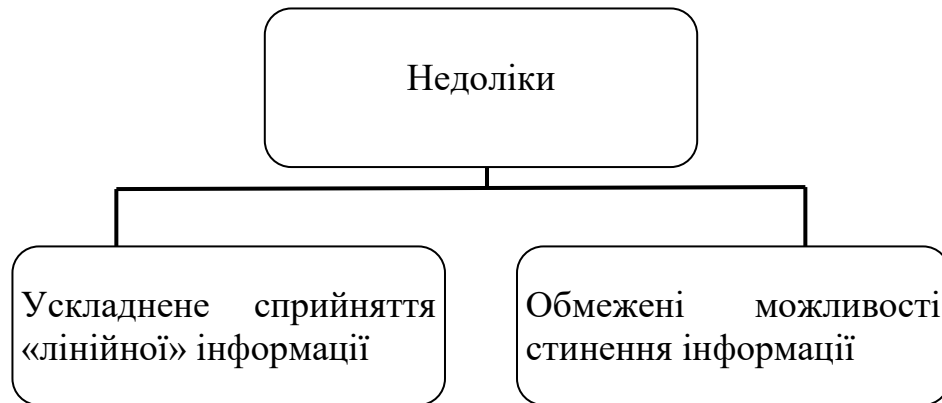 Недоліки
Ускладнене сприйняття
«лінійної» інформації
Обмежені можливості
стинення інформації